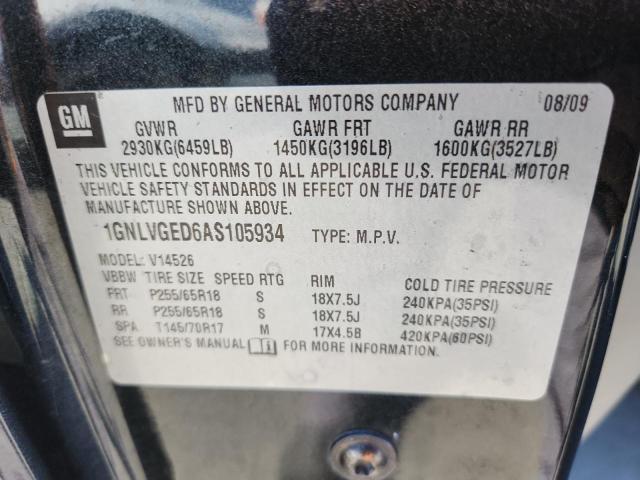 GM
MFD BY GENERAL MOTORS COMPANY 08/09
GVWR GAWR FRT GAWR RR
2930KG(6459LB) 1450KG(3196LB) 1600KG(3527LB)
THIS VEHICLE CONFORMS TO ALL APPLICABLE U.S. FEDERAL MOTOR
VEHICLE SAFETY STANDARDS IN EFFECT ON THE DATE OF
MANUFACTURE SHOWN ABOVE.
1GNLVGED6AS105934 TYPE: M.P.V.
MODEL: V14526
VBBW TIRE SIZE SPEED RTG RIM COLD TIRE PRESSURE
FRT P255/65R18 S 18X7.5J 240KPA(35PSI)
RR P255/65R18 S 18X7.5J 240KPA(35PSI)
SPA T145/70R17 M 17X4.5B 420KPA(60PSI)
SEE OWNER'S MANUAL FOR MORE INFORMATION.